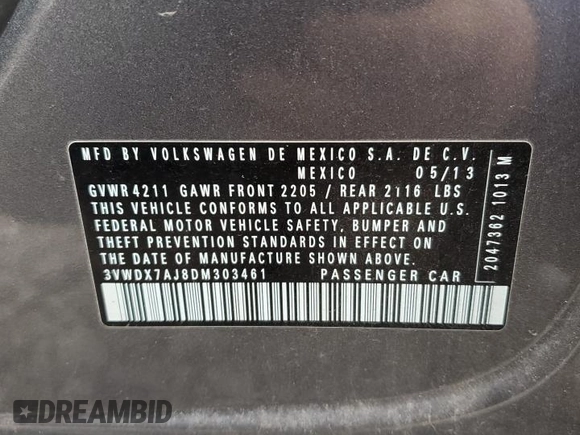 MFD BY VOLKSWAGEN DE MEXICO S.A. DE C.V.
MEXICO 05/13
GVWR 4211 GAWR FRONT 2205 / REAR 2116 LBS
THIS VEHICLE CONFORMS TO ALL APPLICABLE U.S.
FEDERAL MOTOR VEHICLE SAFETY, BUMPER AND
THEFT PREVENTION STANDARDS IN EFFECT ON
THE DATE OF MANUFACTURE SHOWN ABOVE.
3VWDX7AJ8DM303461 PASSENGER CAR
2047362 1013 M
DREAMBID